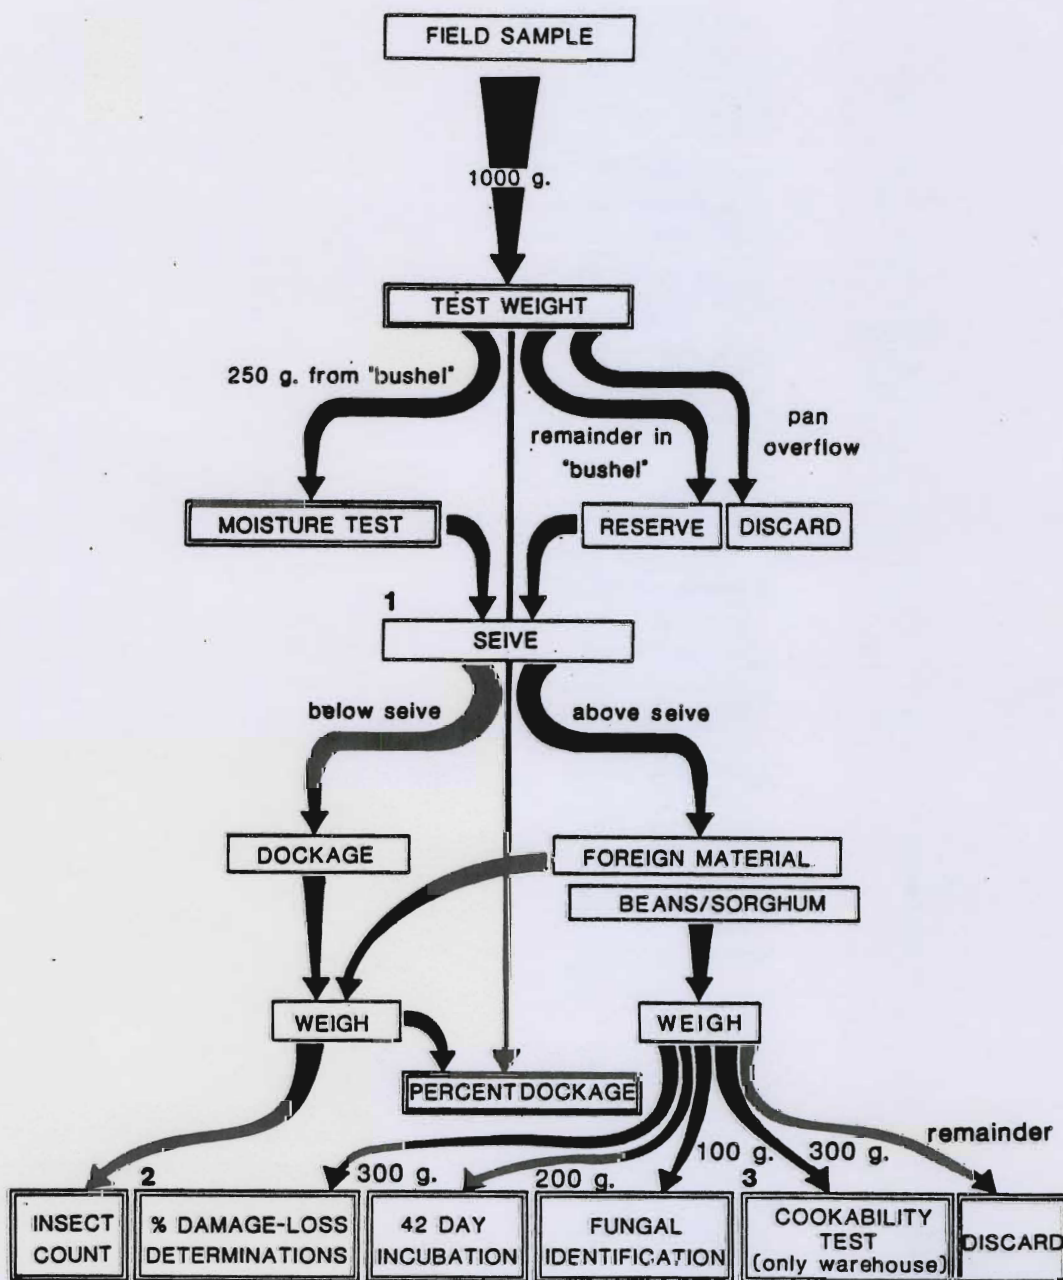 FIELD SAMPLE
1000 g.
TEST WEIGHT
250 g. from "bushel"
remainder in
"bushel"
pan
overflow
MOISTURE TEST
RESERVE
DISCARD
1
SEIVE
below seive
above seive
DOCKAGE
FOREIGN MATERIAL
BEANS/SORGHUM
WEIGH
WEIGH
PERCENT DOCKAGE
remainder
2
300 g.
200 g.
100 g.
3
300 g.
INSECT
COUNT
% DAMAGE-LOSS
DETERMINATIONS
42 DAY
INCUBATION
FUNGAL
IDENTIFICATION
COOKABILITY
TEST
(only warehouse)
DISCARD